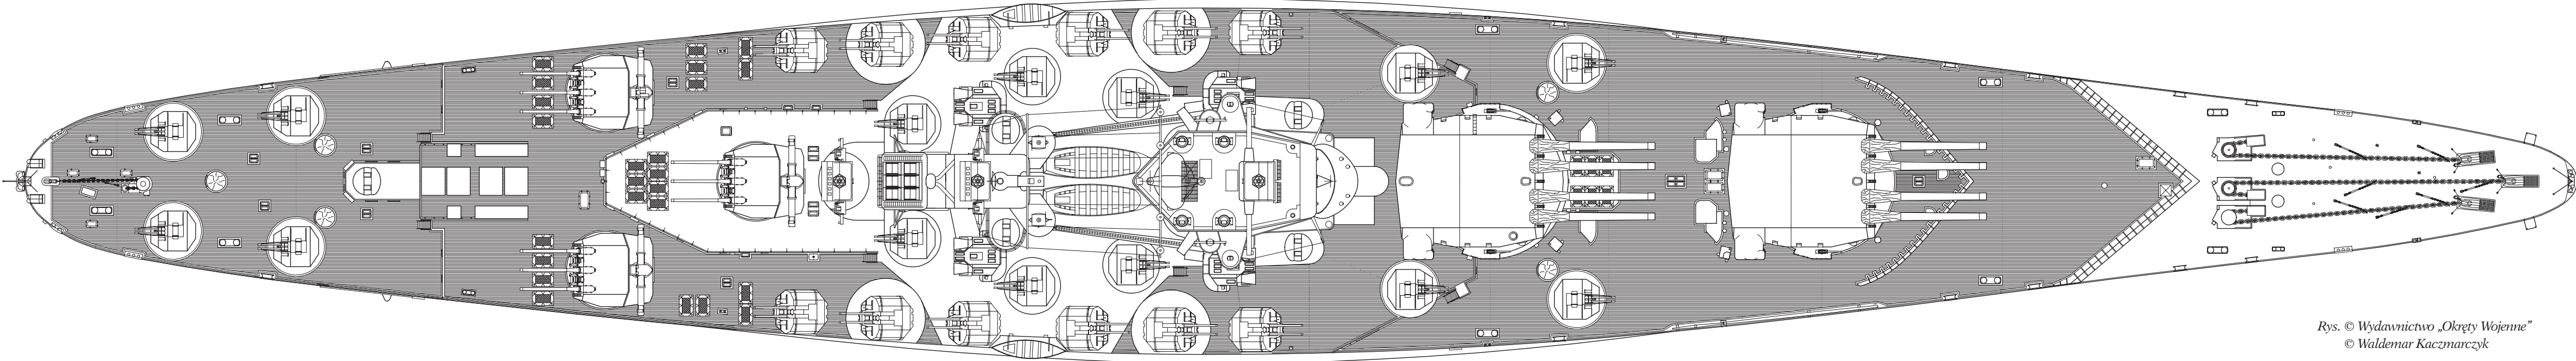 Rys. © Wydawnictwo „Okręty Wojenne”
© Waldemar Kaczmarczyk